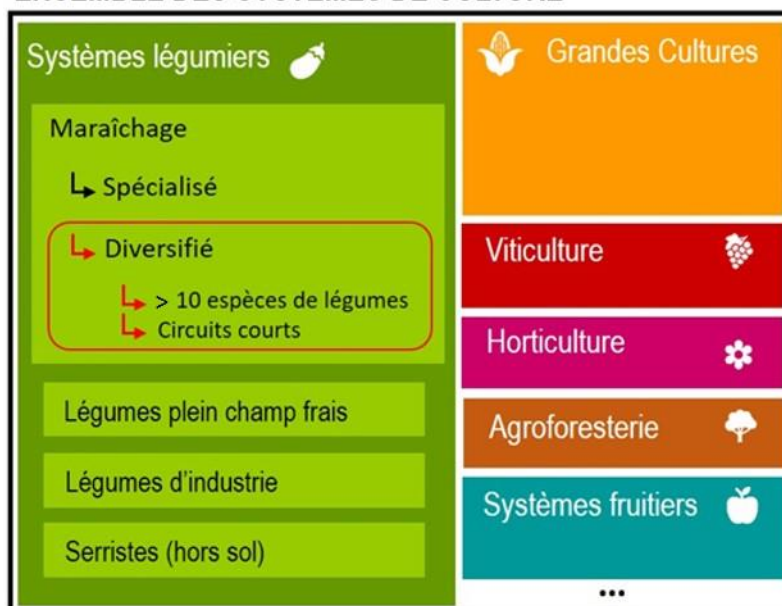 Systèmes légumiers
Maraîchage
Spécialisé
Diversifié
> 10 espèces de légumes
Circuits courts
Légumes plein champ frais
Légumes d'industrie
Serristes (hors sol)
Grandes Cultures
Viticulture
Horticulture
Agroforesterie
Systèmes fruitiers
...